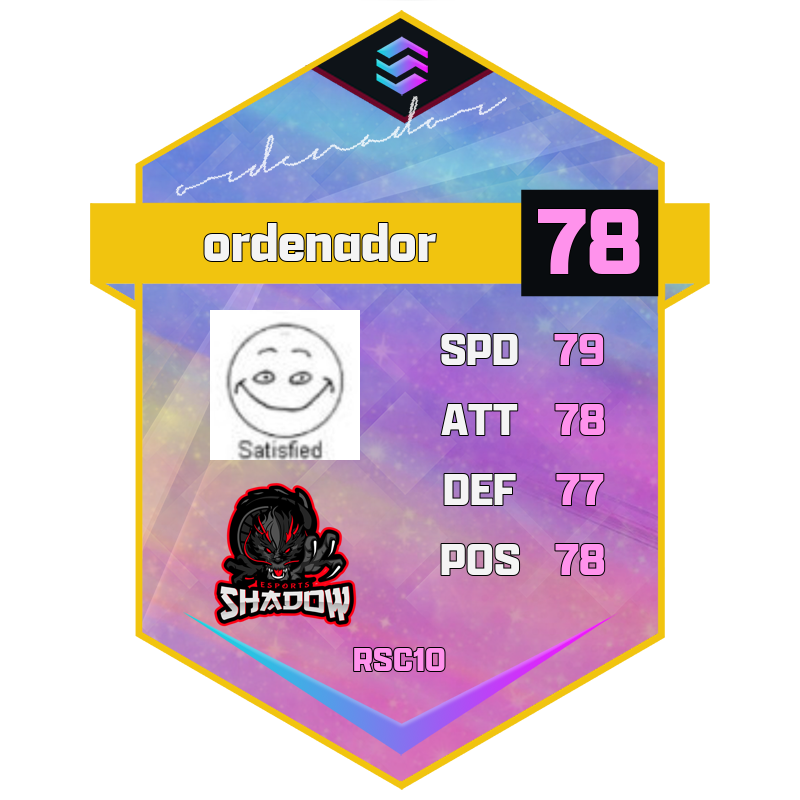 ordenador
ordenador 78
SPD 79
Satisfied
ATT 78
DEF 77
POS 78
ESPORTS
SHADOW
RSC10